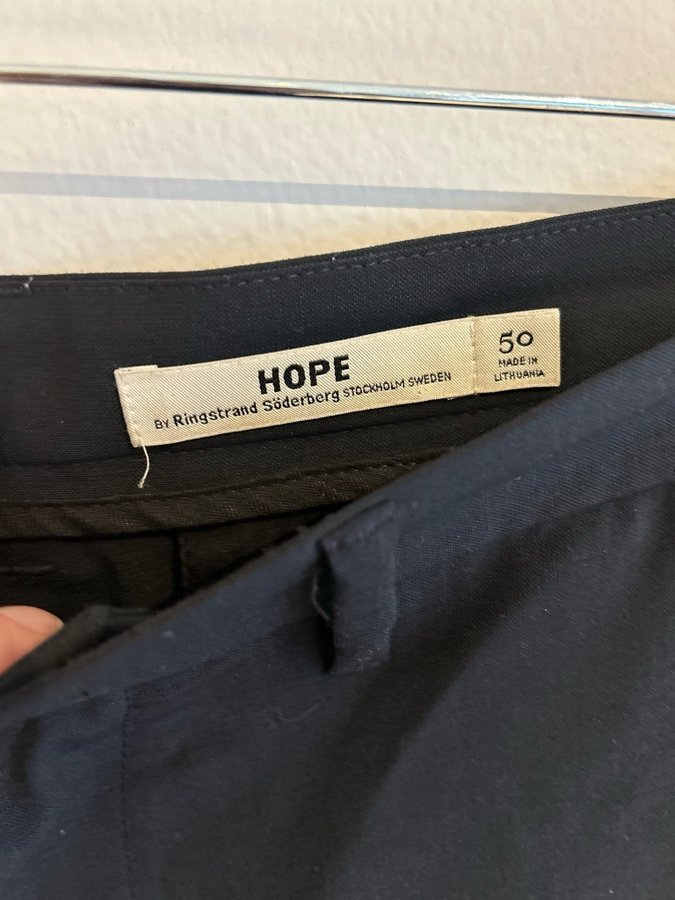 HOPE
BY Ringstrand Söderberg STOCKHOLM SWEDEN
50
MADE IN
LITHUANIA